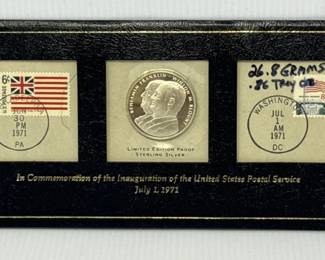 6¢
U.S. POSTAGE
JUN
30
PM
1971
PA
BENJAMIN FRANKLIN · WINTON M. BLOUNT
LIMITED EDITION PROOF
STERLING SILVER
26.8 GRAMS
.86 TROY OZ
WASHINGTON
JUL
1
AM
1971
DC
In Commemoration of the Inauguration of the United States Postal Service
July 1, 1971